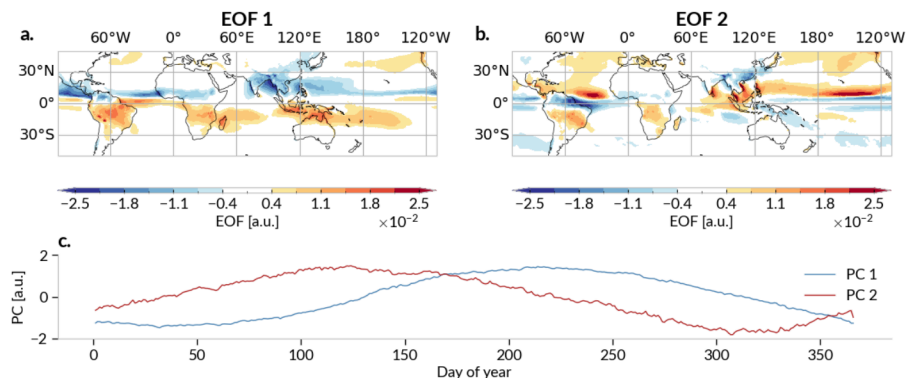 EOF 1
EOF 2
a.
60°W 0° 60°E 120°E 180° 120°W
b.
60°W 0° 60°E 120°E 180° 120°W
30°N
0°
30°S
30°N
0°
30°S
−2.5 −1.8 −1.1 −0.4 0.4 1.1 1.8 2.5
EOF [a.u.]
×10⁻²
−2.5 −1.8 −1.1 −0.4 0.4 1.1 1.8 2.5
EOF [a.u.]
×10⁻²
c.
PC [a.u.]
2
0
−2
PC 1
PC 2
0 50 100 150 200 250 300 350
Day of year